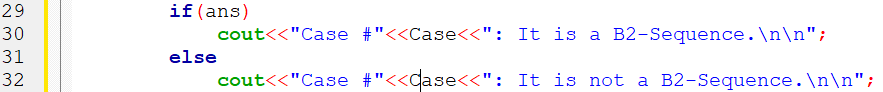 29 if(ans)
30 cout<<"Case #"<<Case<<": It is a B2-Sequence.\n\n";
31 else
32 cout<<"Case #"<<Case<<": It is not a B2-Sequence.\n\n";